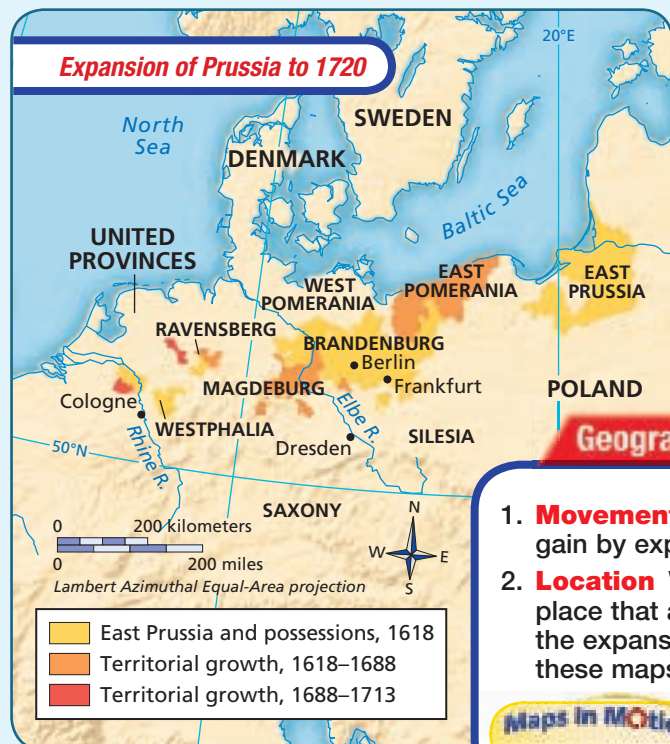 Expansion of Prussia to 1720
20°E
North
Sea
SWEDEN
DENMARK
Baltic Sea
UNITED
PROVINCES
WEST
POMERANIA
EAST
POMERANIA
EAST
PRUSSIA
RAVENSBERG
BRANDENBURG
Berlin
MAGDEBURG
Frankfurt
POLAND
Cologne
WESTPHALIA
Elbe R.
Rhine R.
Dresden
SILESIA
50°N
SAXONY
N
W
E
S
0 200 kilometers
0 200 miles
Lambert Azimuthal Equal-Area projection
East Prussia and possessions, 1618
Territorial growth, 1618–1688
Territorial growth, 1688–1713
Geogra
1. Movement
gain by exp
2. Location
place that a
the expans
these maps
Maps In